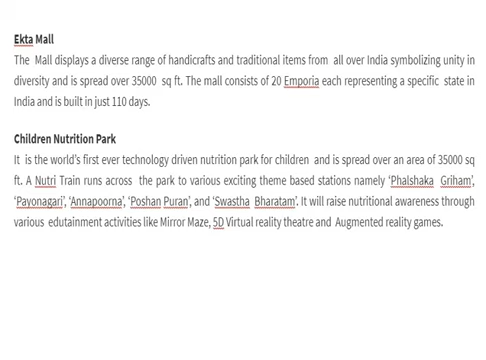 Ekta Mall
The Mall displays a diverse range of handicrafts and traditional items from all over India symbolizing unity in
diversity and is spread over 35000 sq ft. The mall consists of 20 Emporia each representing a specific state in
India and is built in just 110 days.
Children Nutrition Park
It is the world's first ever technology driven nutrition park for children and is spread over an area of 35000 sq
ft. A Nutri Train runs across the park to various exciting theme based stations namely 'Phalshaka Griham',
'Payonagari', 'Annapoorna', 'Poshan Puran', and 'Swastha Bharatam'. It will raise nutritional awareness through
various edutainment activities like Mirror Maze, 5D Virtual reality theatre and Augmented reality games.